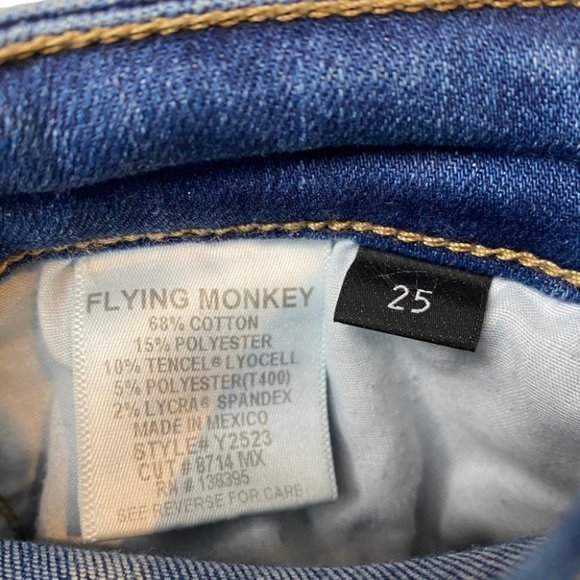 FLYING MONKEY
68% COTTON
15% POLYESTER
10% TENCEL® LYOCELL
5% POLYESTER(T400)
2% LYCRA® SPANDEX
MADE IN MEXICO
STYLE# Y2523
CUT # 8714 MX
RN # 138395
SEE REVERSE FOR CARE
25